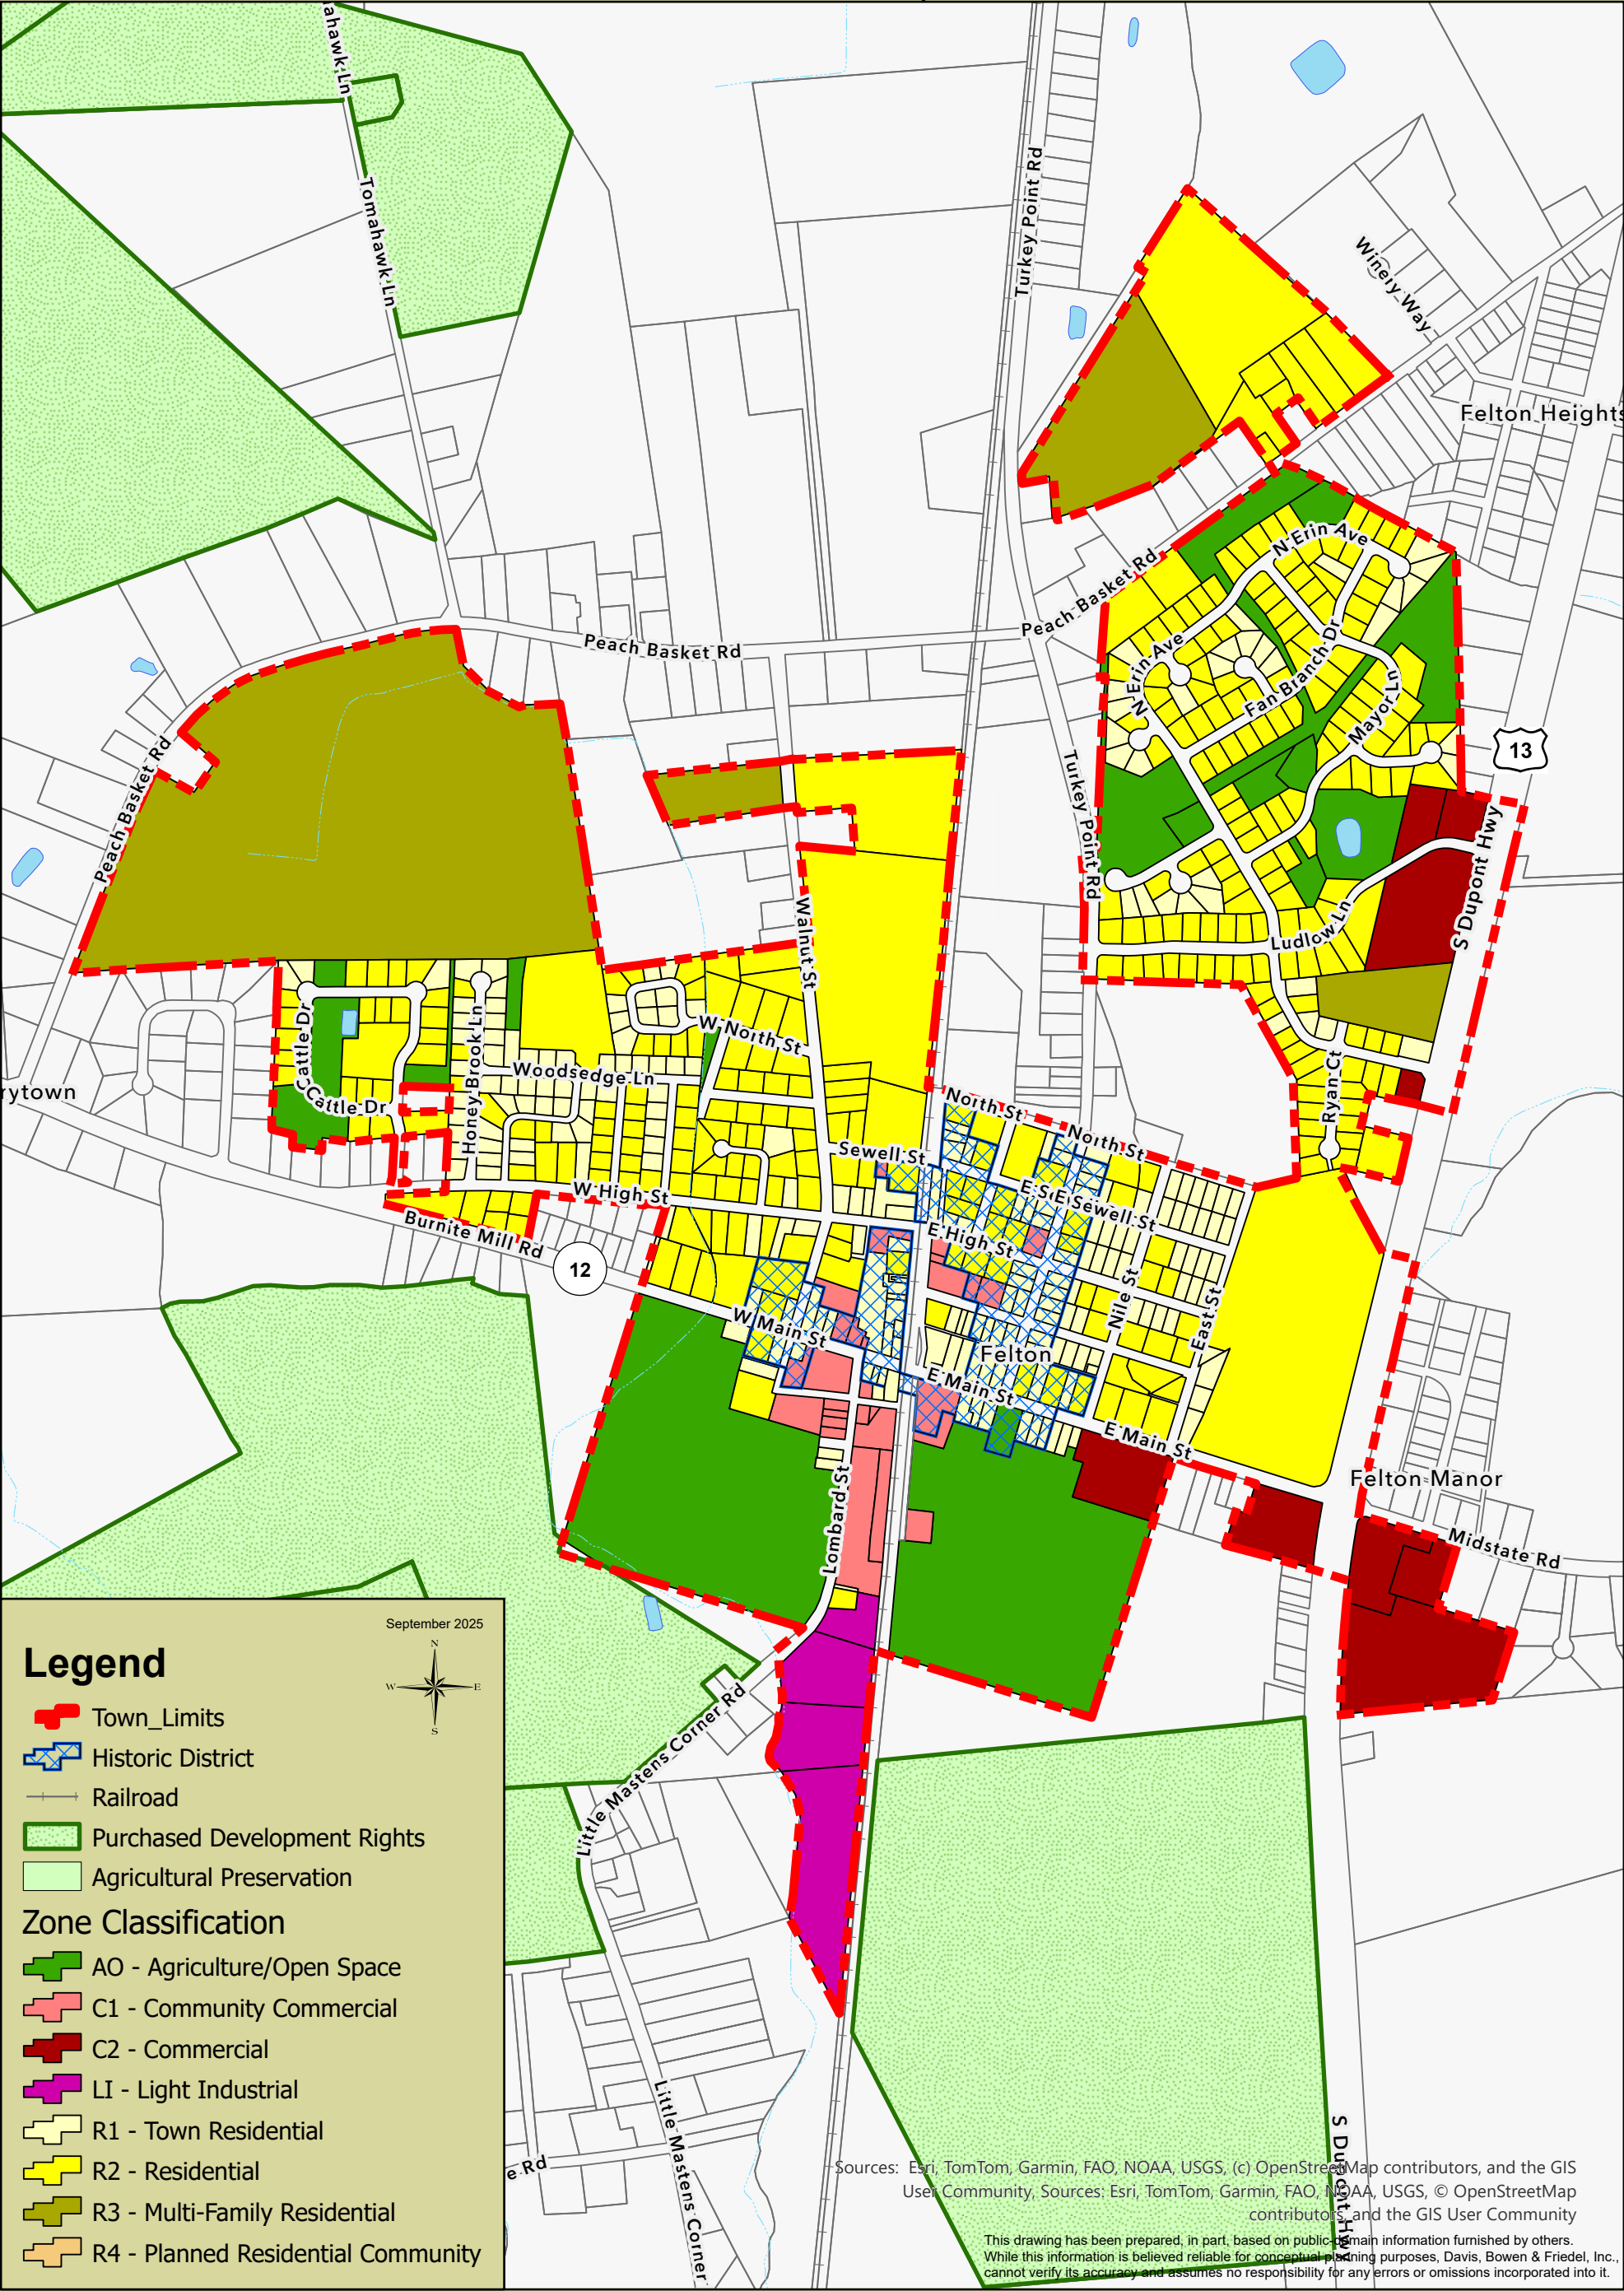 ahawk Ln
Tomahawk Ln
Turkey Point Rd
Winery Way
Felton Heights
N Erin Ave
Peach Basket Rd
Peach Basket Rd
N Erin Ave
Fan Branch Dr
Mayor Ln
13
Peach Basket Rd
Turkey Point Rd
S Dupont Hwy
Walnut St
Ludlow Ln
Cattle Dr
W North St
Honey Brook Ln
Woodsedge Ln
rytown
Cattle Dr
Ryan Ct
North St
North St
Sewell St
W High St
E S
E Sewell St
Burnite Mill Rd
E High St
12
Nile St
East St
W Main St
Felton
E Main St
E Main St
Felton Manor
Lombard St
Midstate Rd
Little Mastens Corner Rd
Little Mastens Corner
e Rd
S Dupont Hwy
September 2025
N
W E
S
Legend
Town_Limits
Historic District
Railroad
Purchased Development Rights
Agricultural Preservation
Zone Classification
AO - Agriculture/Open Space
C1 - Community Commercial
C2 - Commercial
LI - Light Industrial
R1 - Town Residential
R2 - Residential
R3 - Multi-Family Residential
R4 - Planned Residential Community
Sources: Esri, TomTom, Garmin, FAO, NOAA, USGS, (c) OpenStreetMap contributors, and the GIS
User Community, Sources: Esri, TomTom, Garmin, FAO, NOAA, USGS, © OpenStreetMap
contributors, and the GIS User Community
This drawing has been prepared, in part, based on public-domain information furnished by others.
While this information is believed reliable for conceptual planning purposes, Davis, Bowen & Friedel, Inc.,
cannot verify its accuracy and assumes no responsibility for any errors or omissions incorporated into it.